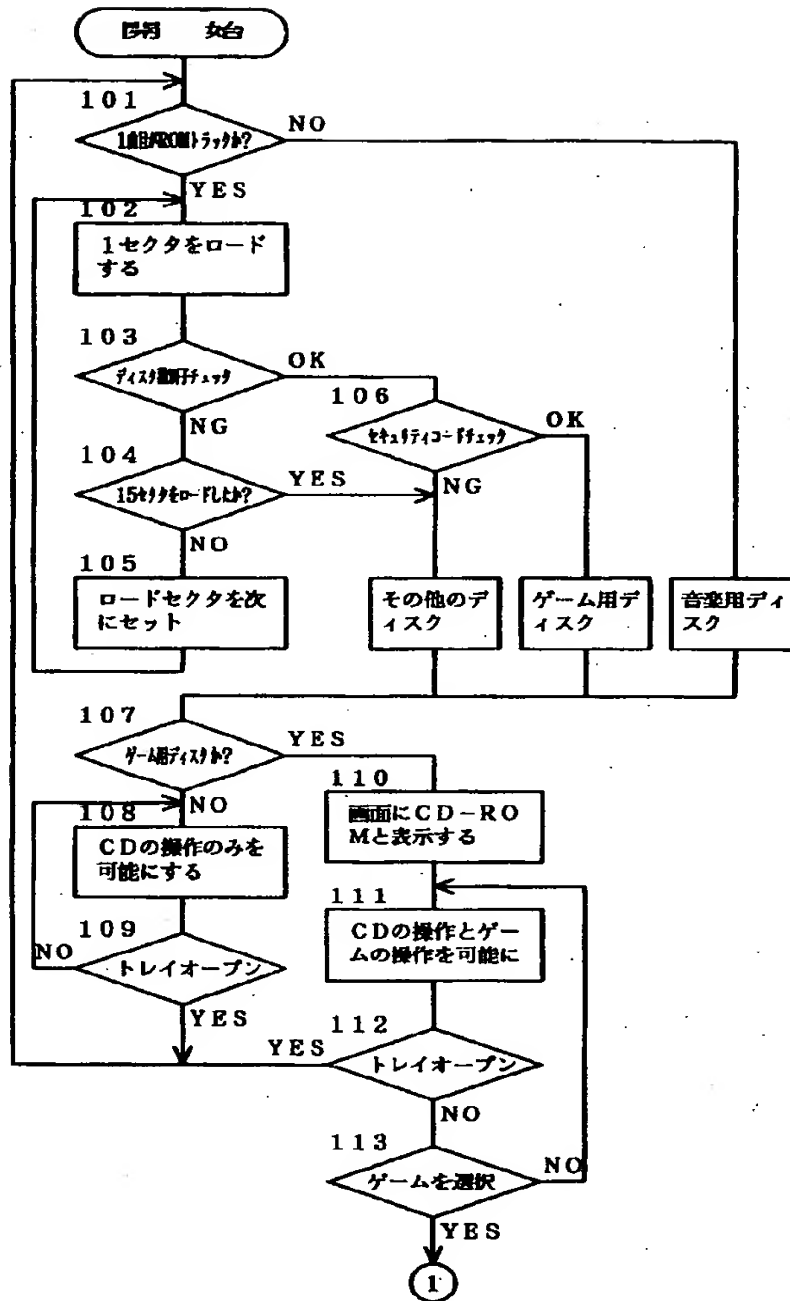 開 始
101
1曲目がROMトラックか?
NO
YES
102
1セクタをロード
する
103
ディスク識別子チェック
OK
NG
106
セキュリティコードチェック
OK
NG
104
15セクタをロードしたか?
YES
NO
105
ロードセクタを次
にセット
その他のデ
ィスク
ゲーム用デ
ィスク
音楽用ディ
スク
107
ゲーム用ディスクか?
YES
NO
108
CDの操作のみを
可能にする
109
トレイオープン
NO
YES
110
画面にCD-RO
Mと表示する
111
CDの操作とゲー
ムの操作を可能に
112
トレイオープン
YES
NO
113
ゲームを選択
NO
YES
1